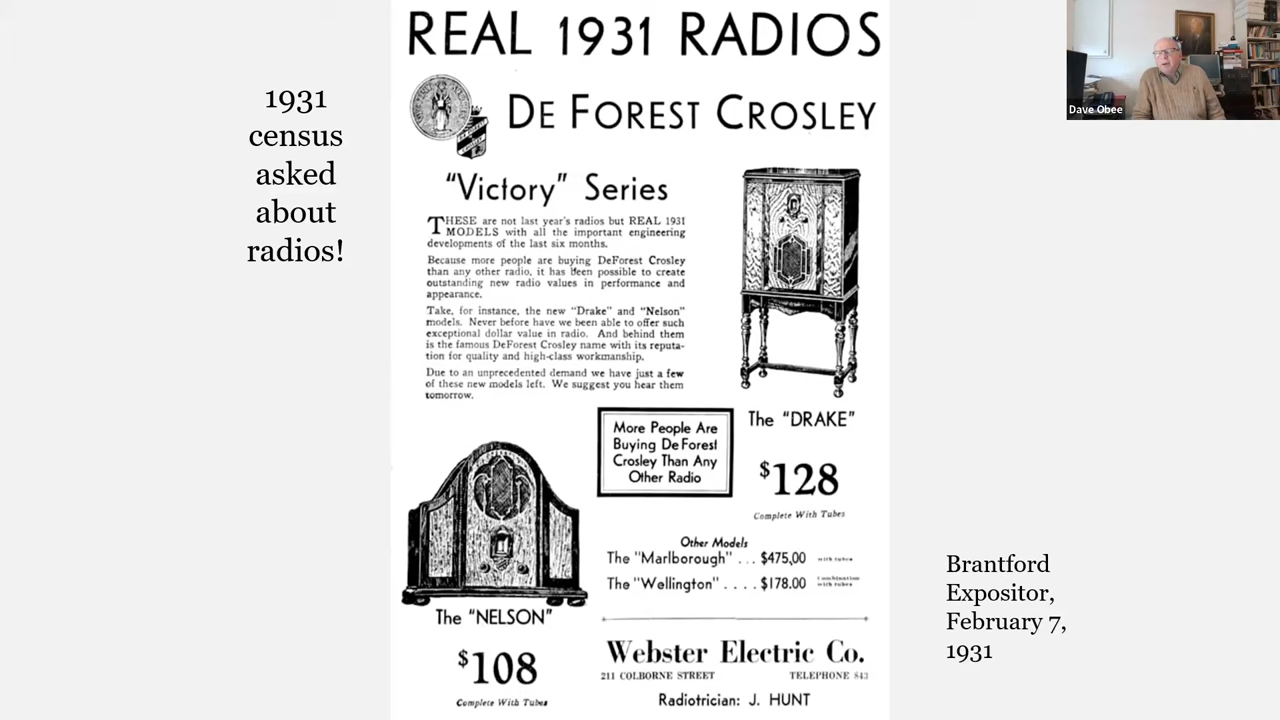 REAL 1931 RADIOS
DE FOREST CROSLEY
1931
census
asked
about
radios!
Dave Obee
"Victory" Series
THESE are not last year's radios but REAL 1931
MODELS with all the important engineering
developments of the last six months.
Because more people are buying DeForest Crosley
than any other radio, it has been possible to create
outstanding new radio values in performance and
appearance.
Take, for instance, the new "Drake" and "Nelson"
models. Never before have we been able to offer such
exceptional dollar value in radio. And behind them
is the famous DeForest Crosley name with its reputa-
tion for quality and high-class workmanship.
Due to an unprecedented demand we have just a few
of these new models left. We suggest you hear them
tomorrow.
The "DRAKE"
$128
Complete With Tubes
More People Are
Buying DeForest
Crosley Than Any
Other Radio
Other Models
The "Marlborough" ... $475,00 with tubes
The "Wellington" .... $178.00 Combination with tubes
The "NELSON"
$108
Complete With Tubes
Webster Electric Co.
211 COLBORNE STREET TELEPHONE 843
Radiotrician: J. HUNT
Brantford
Expositor,
February 7,
1931